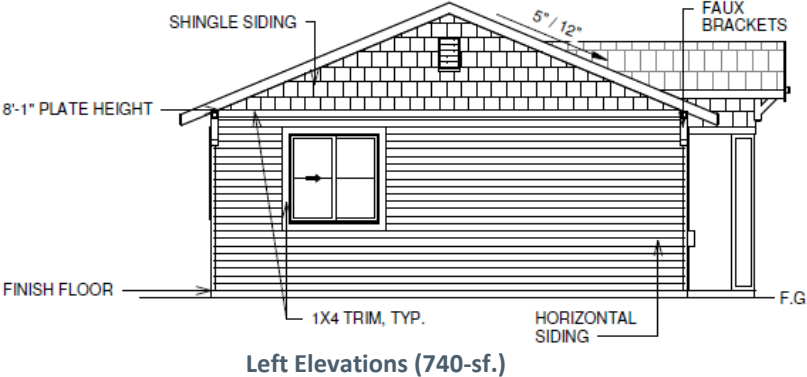 SHINGLE SIDING
5" / 12"
FAUX
BRACKETS
8'-1" PLATE HEIGHT
FINISH FLOOR
F.G
1X4 TRIM, TYP.
HORIZONTAL
SIDING
Left Elevations (740-sf.)